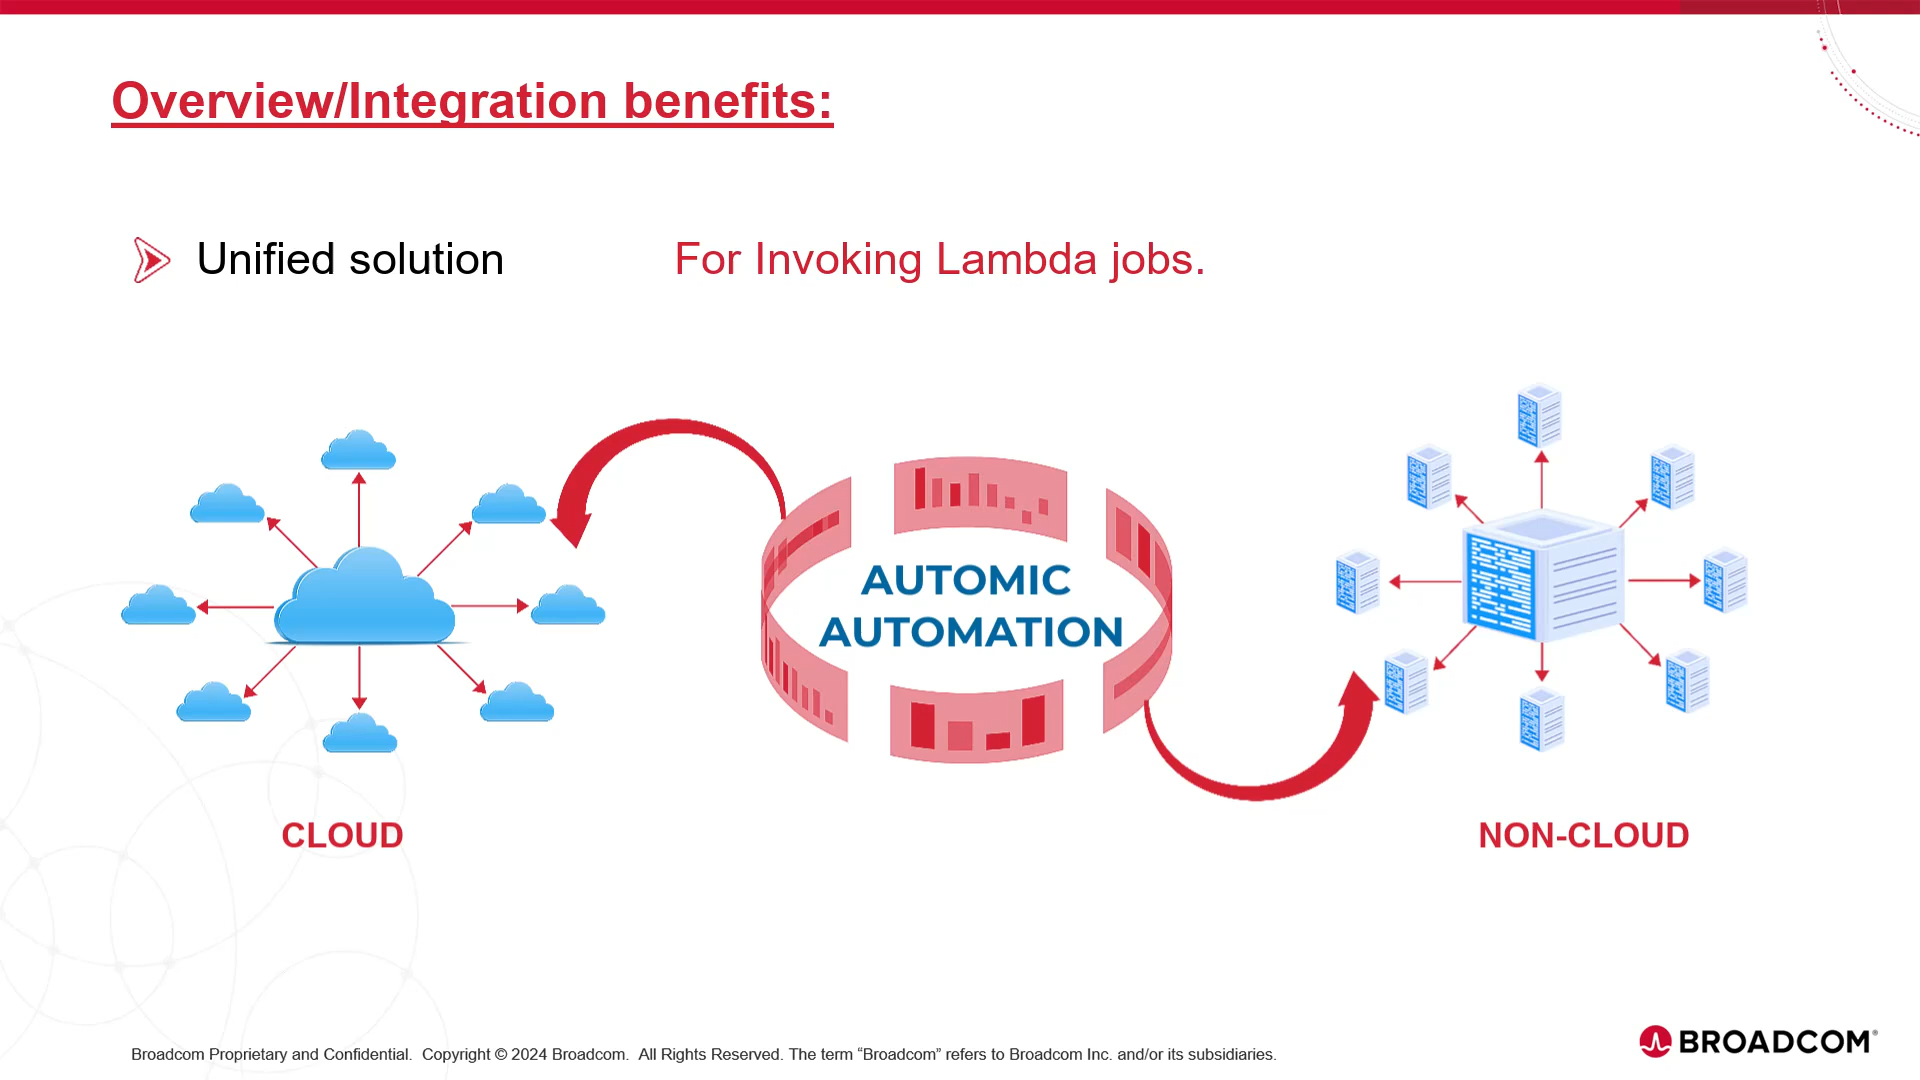 Overview/Integration benefits:
Unified solution
For Invoking Lambda jobs.
AUTOMIC
AUTOMATION
CLOUD
NON-CLOUD
Broadcom Proprietary and Confidential.  Copyright © 2024 Broadcom.  All Rights Reserved. The term “Broadcom” refers to Broadcom Inc. and/or its subsidiaries.
BROADCOM®